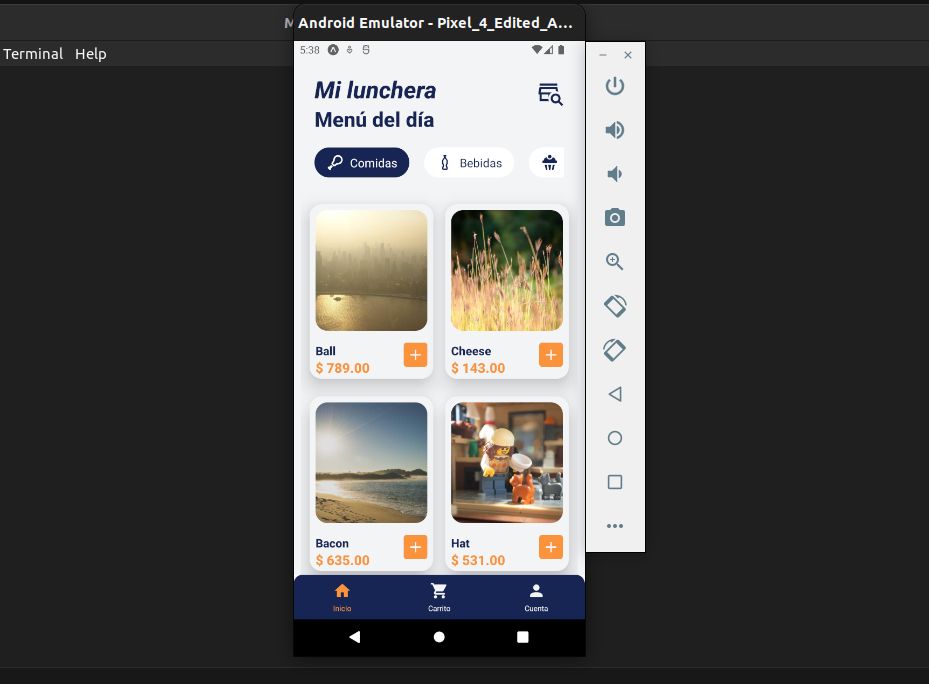 Android Emulator - Pixel_4_Edited_A...
Terminal Help
5:38
Mi lunchera
Menú del día
Comidas
Bebidas
Ball
$ 789.00
Cheese
$ 143.00
Bacon
$ 635.00
Hat
$ 531.00
Inicio
Carrito
Cuenta